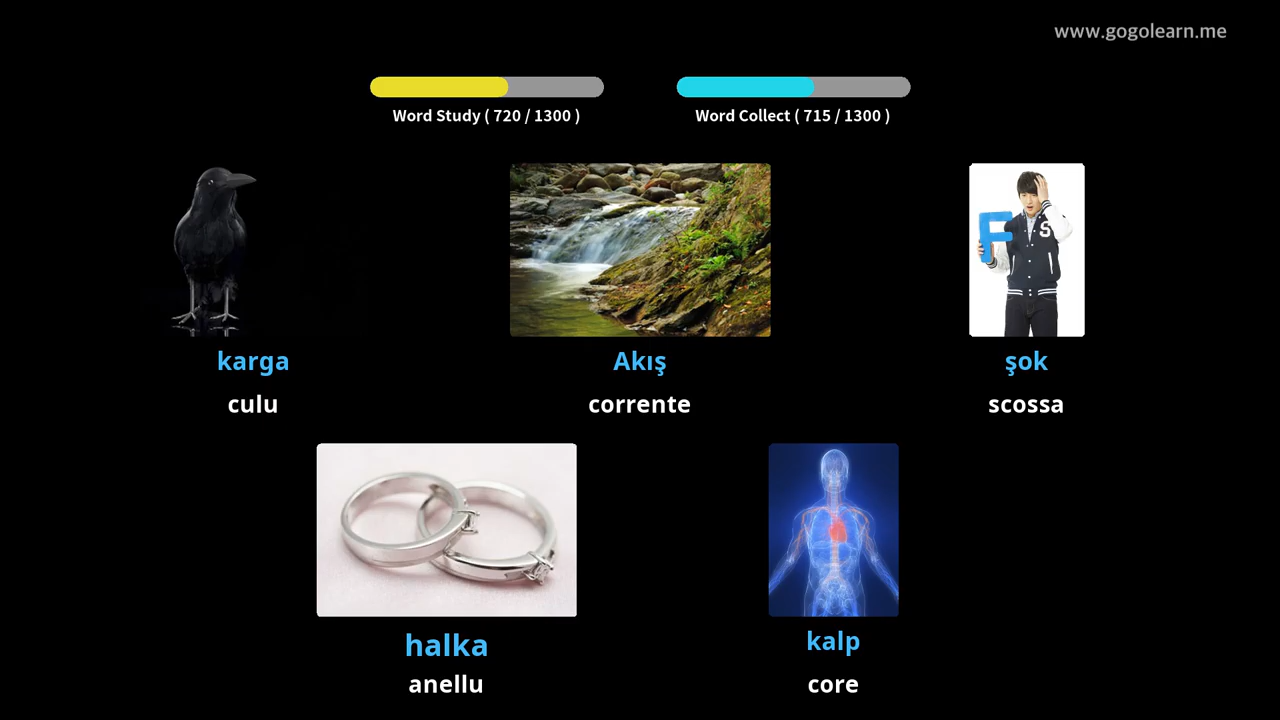 www.gogolearn.me
Word Study ( 720 / 1300 )
Word Collect ( 715 / 1300 )
F
S
karga
culu
Akış
corrente
şok
scossa
halka
anellu
kalp
core